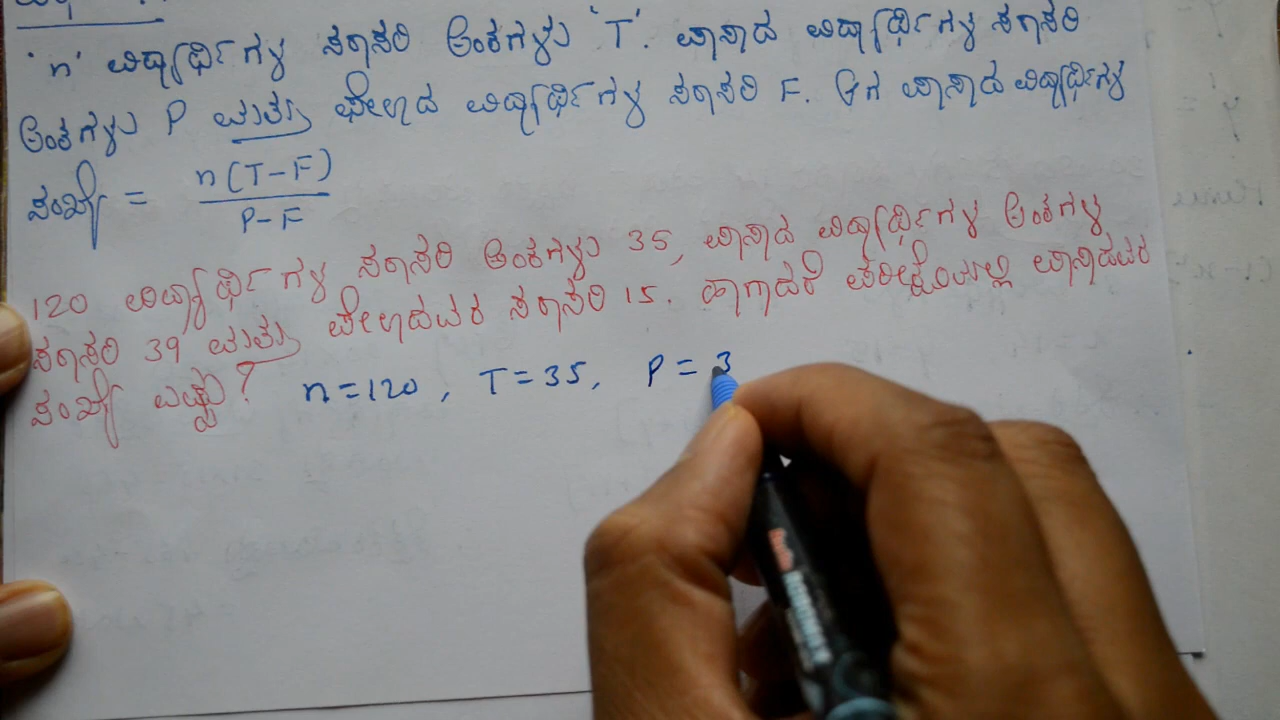 'n' ವಿದ್ಯಾರ್ಥಿಗಳ ಸರಾಸರಿ ಅಂಕಗಳು 'T'. ಪಾಸಾದ ವಿದ್ಯಾರ್ಥಿಗಳ ಸರಾಸರಿ
ಅಂಕಗಳು P ಮತ್ತು ಫೇಲಾದ ವಿದ್ಯಾರ್ಥಿಗಳ ಸರಾಸರಿ F. ಆಗ ಪಾಸಾದ ವಿದ್ಯಾರ್ಥಿಗಳ
ಸಂಖ್ಯೆ = n(T-F) / P-F
120 ವಿದ್ಯಾರ್ಥಿಗಳ ಸರಾಸರಿ ಅಂಕಗಳು 35, ಪಾಸಾದ ವಿದ್ಯಾರ್ಥಿಗಳ ಅಂಕಗಳ
ಸರಾಸರಿ 39 ಮತ್ತು ಫೇಲಾದವರ ಸರಾಸರಿ 15. ಹಾಗಾದರೆ ಪರೀಕ್ಷೆಯಲ್ಲಿ ಪಾಸಾದವರ
ಸಂಖ್ಯೆ ಎಷ್ಟು? n=120, T=35, P=3